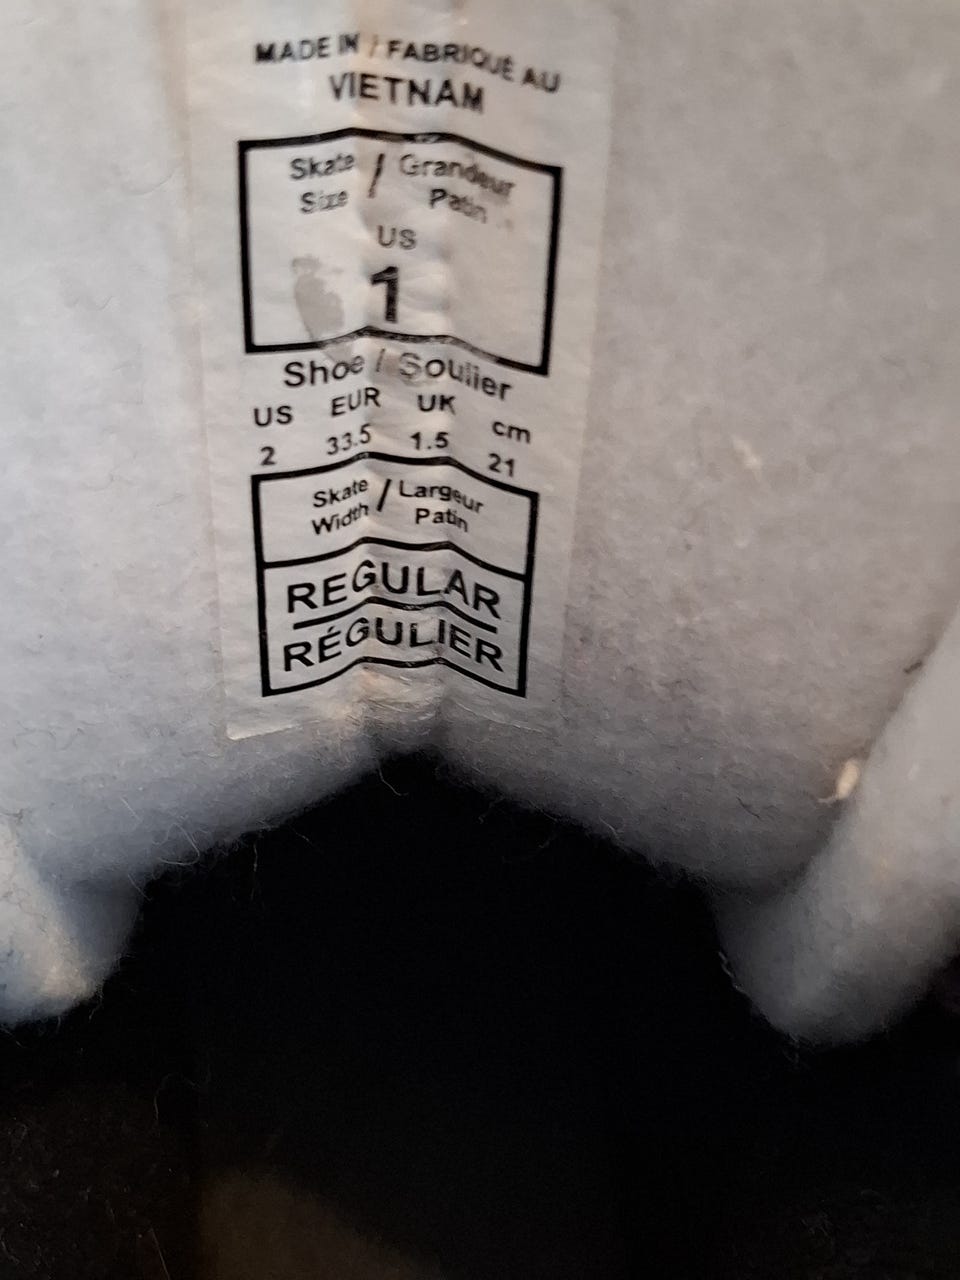 MADE IN / FABRIQUÉ AU
VIETNAM
Skate / Grandeur
Size Patin
US
1
Shoe / Soulier
US EUR UK cm
2 33.5 1.5 21
Skate / Largeur
Width Patin
REGULAR
RÉGULIER